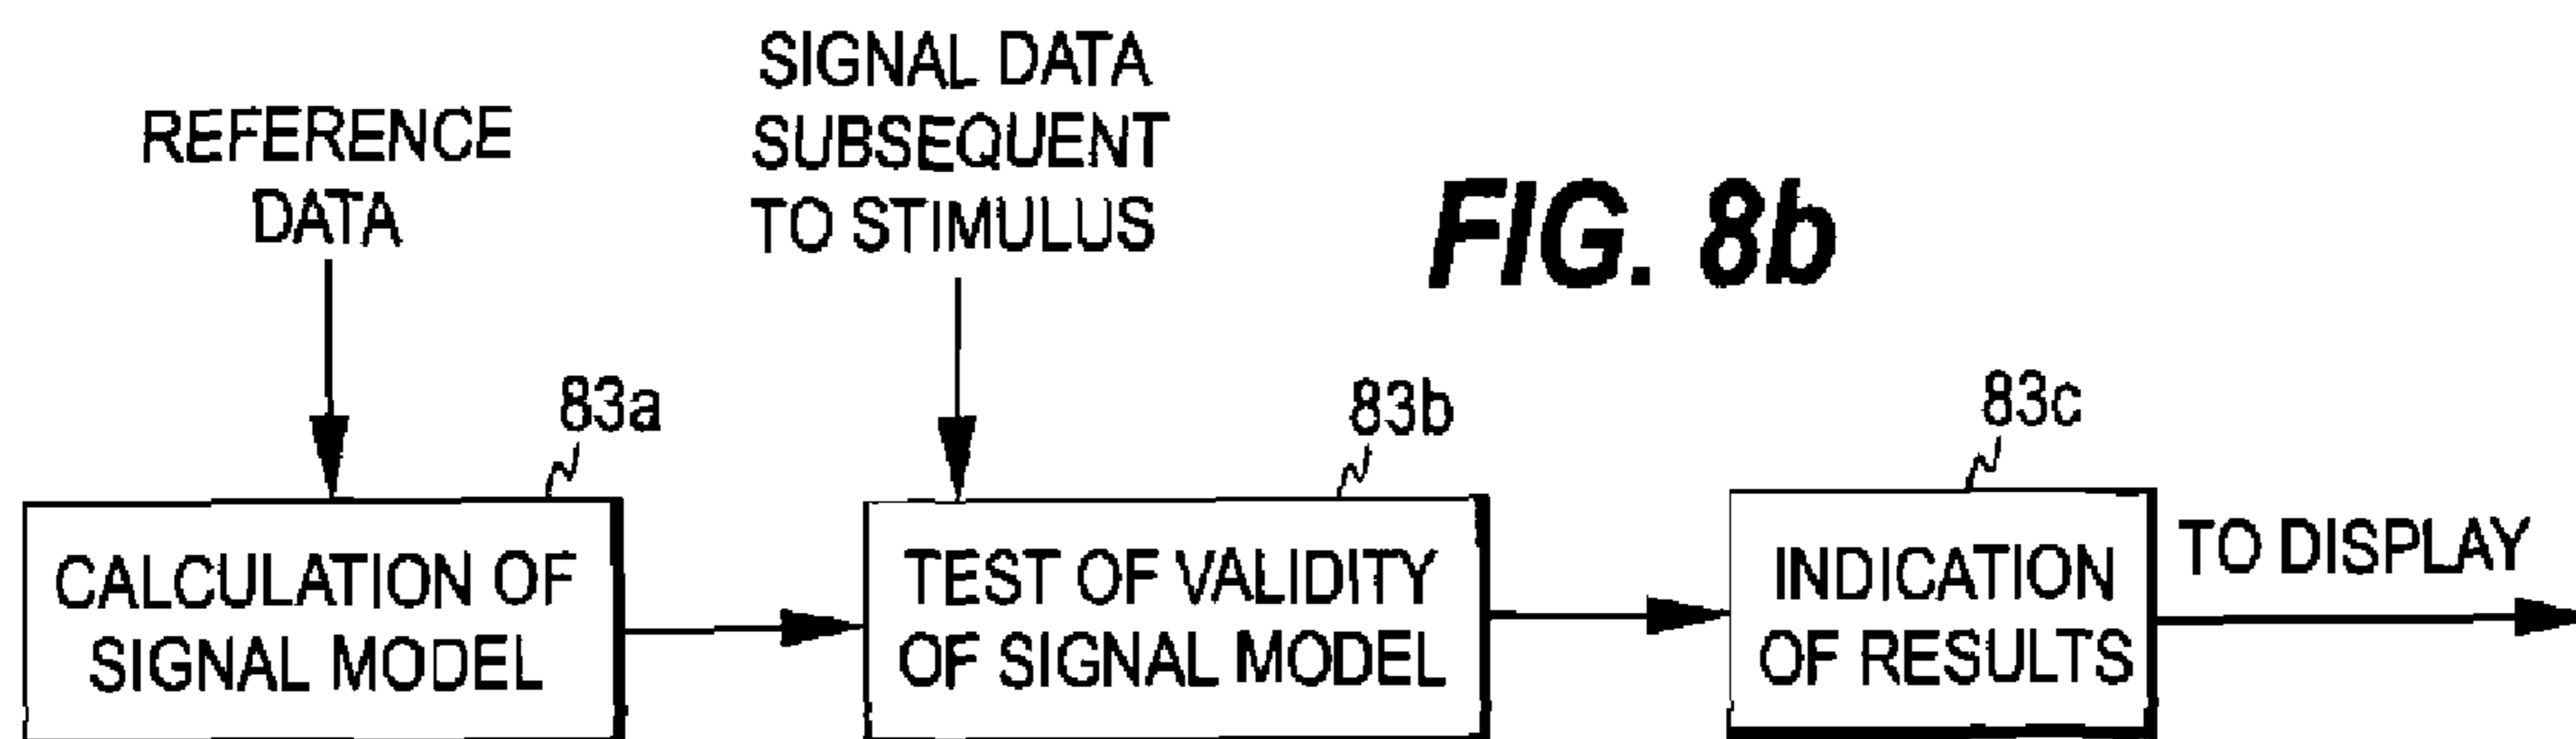 REFERENCE
DATA
SIGNAL DATA
SUBSEQUENT
TO STIMULUS
FIG. 8b
83a
CALCULATION OF
SIGNAL MODEL
83b
TEST OF VALIDITY
OF SIGNAL MODEL
83c
INDICATION
OF RESULTS
TO DISPLAY